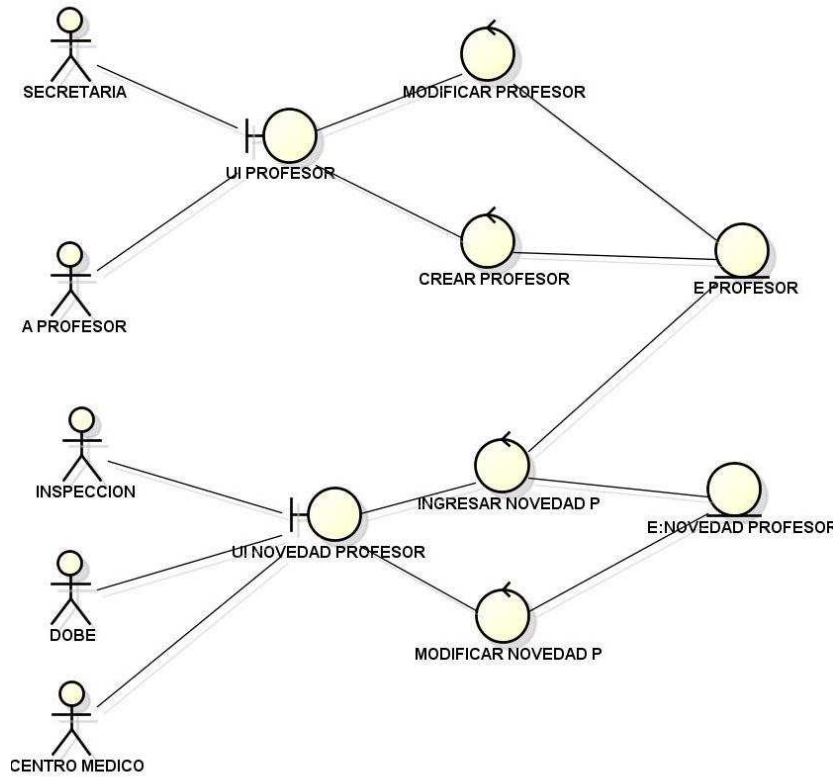 SECRETARIA
MODIFICAR PROFESOR
UI PROFESOR
A PROFESOR
CREAR PROFESOR
E PROFESOR
INSPECCION
INGRESAR NOVEDAD P
E:NOVEDAD PROFESOR
UI NOVEDAD PROFESOR
DOBE
MODIFICAR NOVEDAD P
CENTRO MEDICO